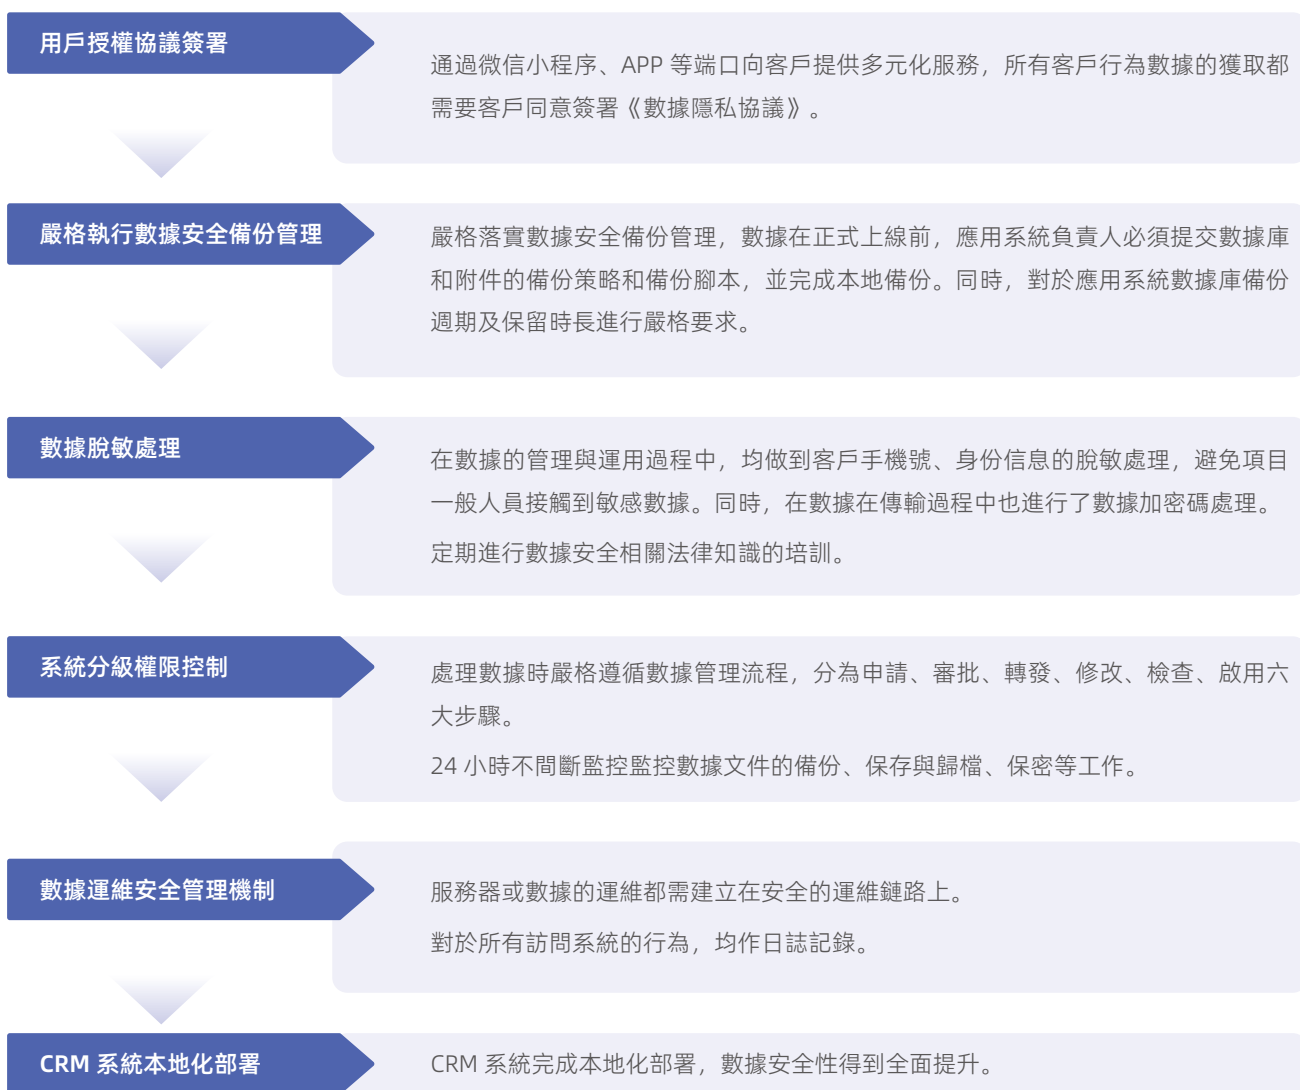 用戶授權協議簽署
通過微信小程序、APP 等端口向客戶提供多元化服務，所有客戶行為數據的獲取都
需要客戶同意簽署《數據隱私協議》。
嚴格執行數據安全備份管理
嚴格落實數據安全備份管理，數據在正式上線前，應用系統負責人必須提交數據庫
和附件的備份策略和備份腳本，並完成本地備份。同時，對於應用系統數據庫備份
週期及保留時長進行嚴格要求。
數據脫敏處理
在數據的管理與運用過程中，均做到客戶手機號、身份信息的脫敏處理，避免項目
一般人員接觸到敏感數據。同時，在數據在傳輸過程中也進行了數據加密碼處理。
定期進行數據安全相關法律知識的培訓。
系統分級權限控制
處理數據時嚴格遵循數據管理流程，分為申請、審批、轉發、修改、檢查、啟用六
大步驟。
24 小時不間斷監控監控數據文件的備份、保存與歸檔、保密等工作。
數據運維安全管理機制
服務器或數據的運維都需建立在安全的運維鏈路上。
對於所有訪問系統的行為，均作日誌記錄。
CRM 系統本地化部署
CRM 系統完成本地化部署，數據安全性得到全面提升。